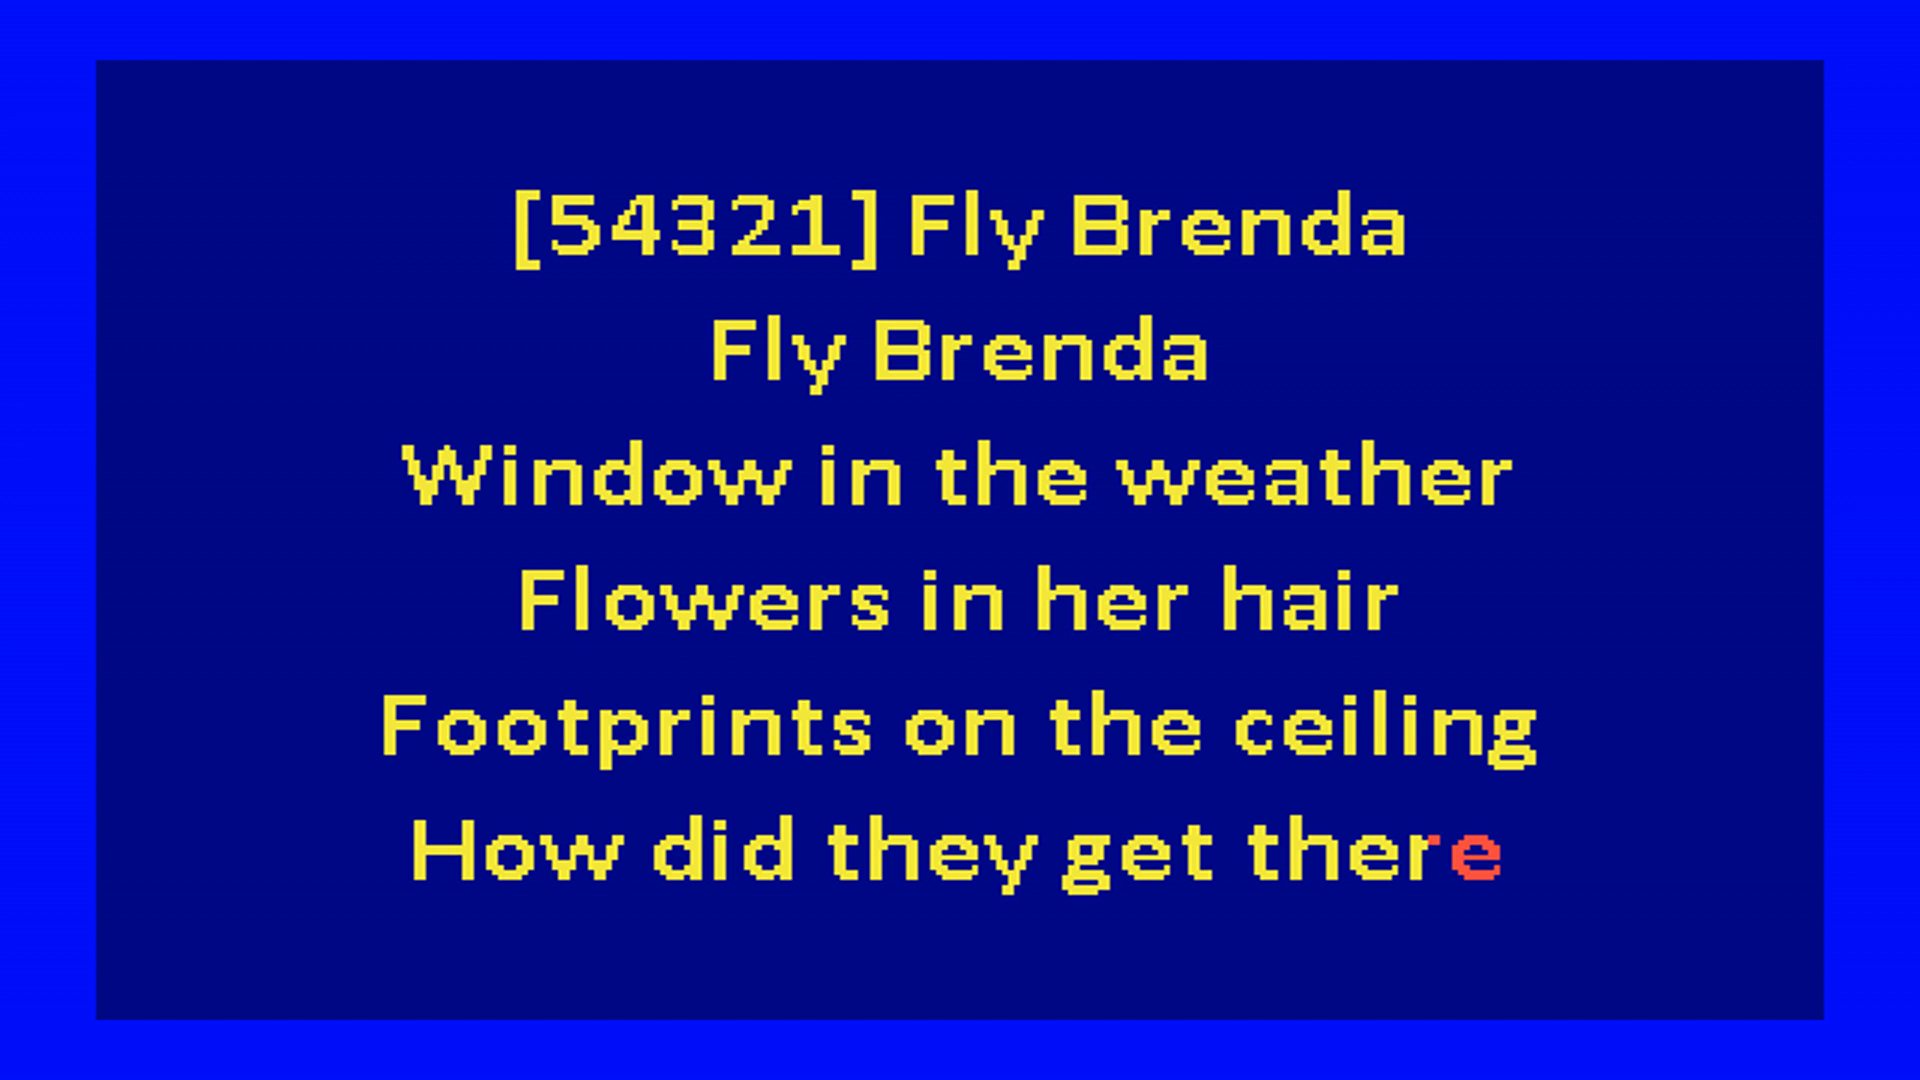 [54321] Fly Brenda
Fly Brenda
Window in the weather
Flowers in her hair
Footprints on the ceiling
How did they get there